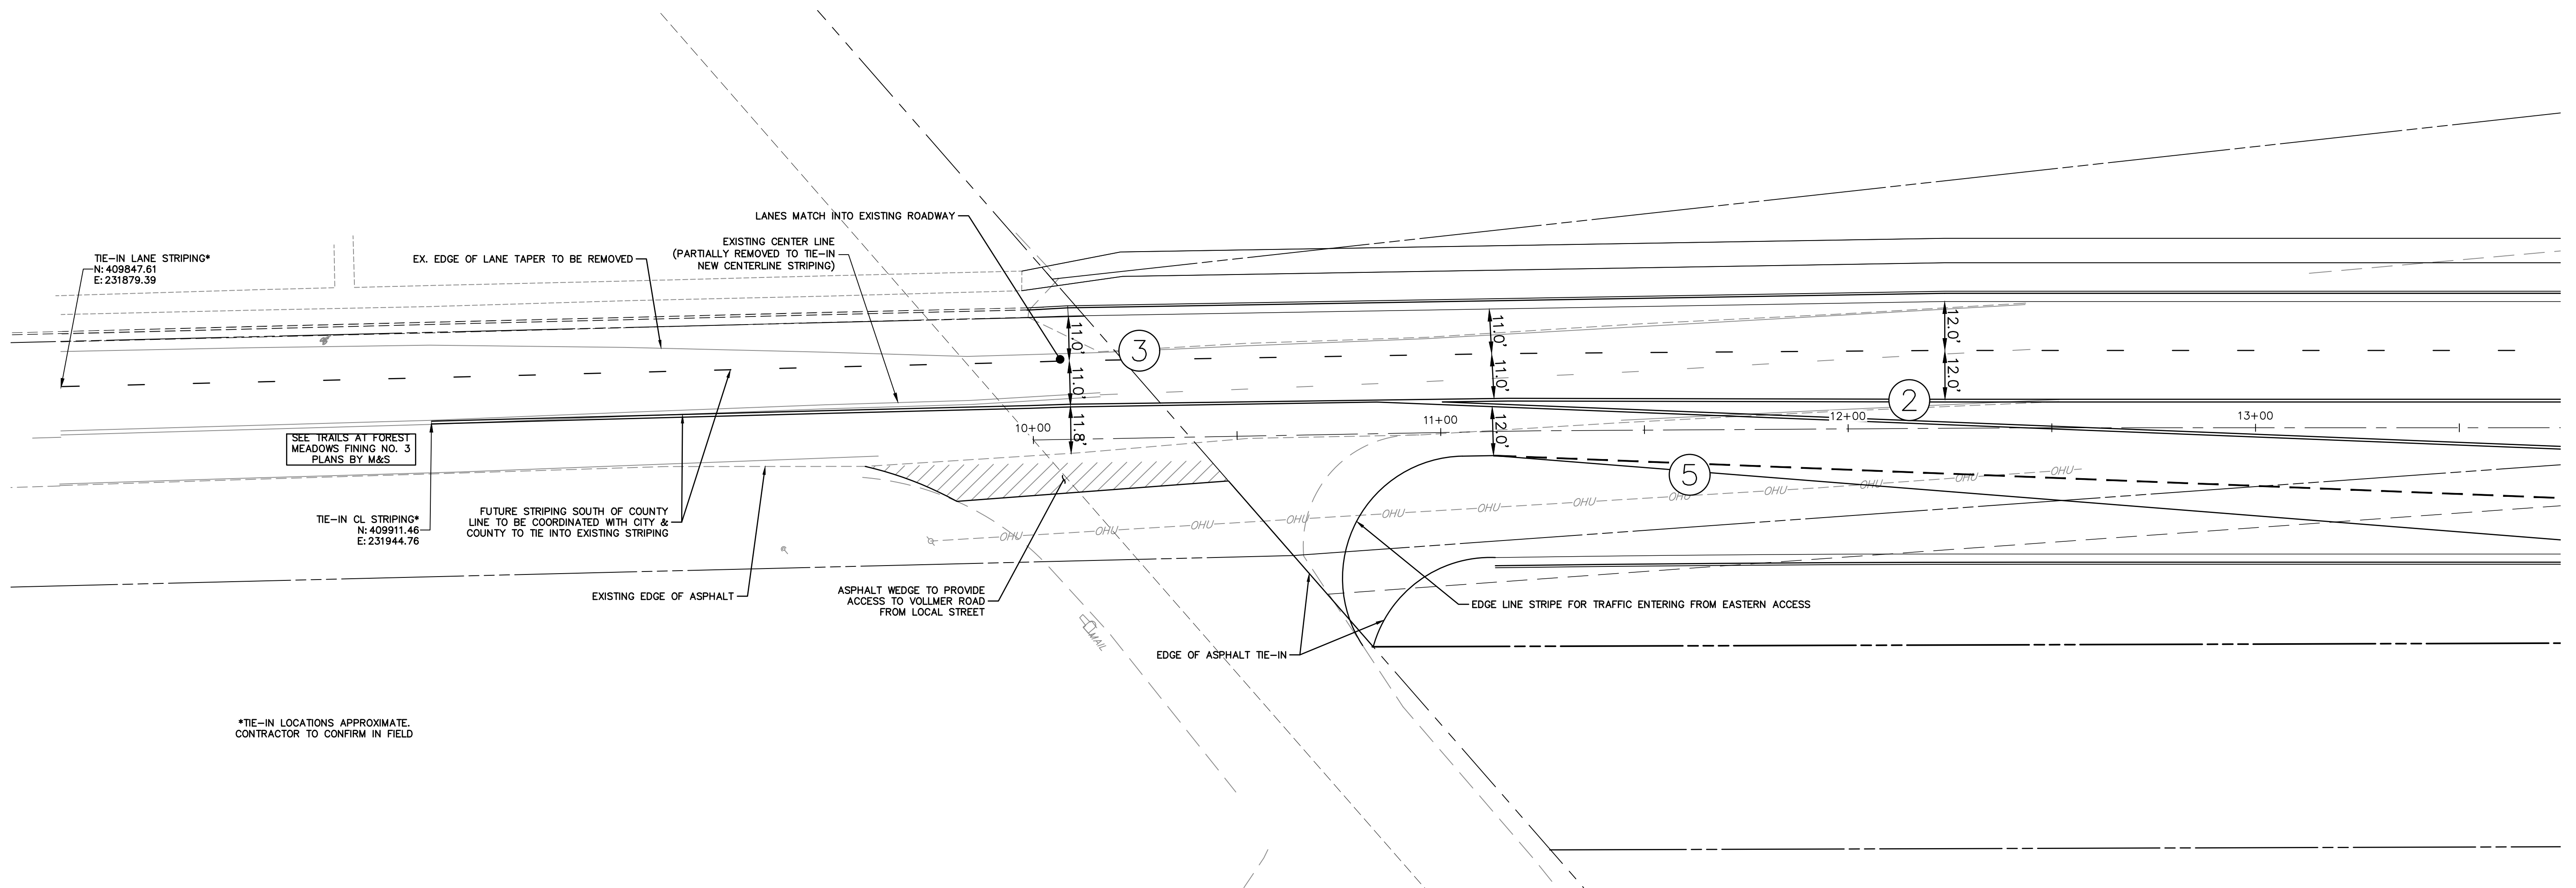 LANES MATCH INTO EXISTING ROADWAY
EXISTING CENTER LINE
(PARTIALLY REMOVED TO TIE-IN
NEW CENTERLINE STRIPING)
EX. EDGE OF LANE TAPER TO BE REMOVED
TIE-IN LANE STRIPING*
N: 409847.61
E: 231879.39
11.0'
11.0'
11.8'
3
11.0'
11.0'
12.0'
12.0'
12.0'
2
10+00
11+00
12+00
13+00
SEE TRAILS AT FOREST
MEADOWS FINING NO. 3
PLANS BY M&S
5
TIE-IN CL STRIPING*
N: 409911.46
E: 231944.76
FUTURE STRIPING SOUTH OF COUNTY
LINE TO BE COORDINATED WITH CITY &
COUNTY TO TIE INTO EXISTING STRIPING
OHU
OHU
OHU
OHU
OHU
OHU
OHU
OHU
OHU
OHU
OHU
OHU
EXISTING EDGE OF ASPHALT
ASPHALT WEDGE TO PROVIDE
ACCESS TO VOLLMER ROAD
FROM LOCAL STREET
MAIL
EDGE LINE STRIPE FOR TRAFFIC ENTERING FROM EASTERN ACCESS
EDGE OF ASPHALT TIE-IN
*TIE-IN LOCATIONS APPROXIMATE.
CONTRACTOR TO CONFIRM IN FIELD